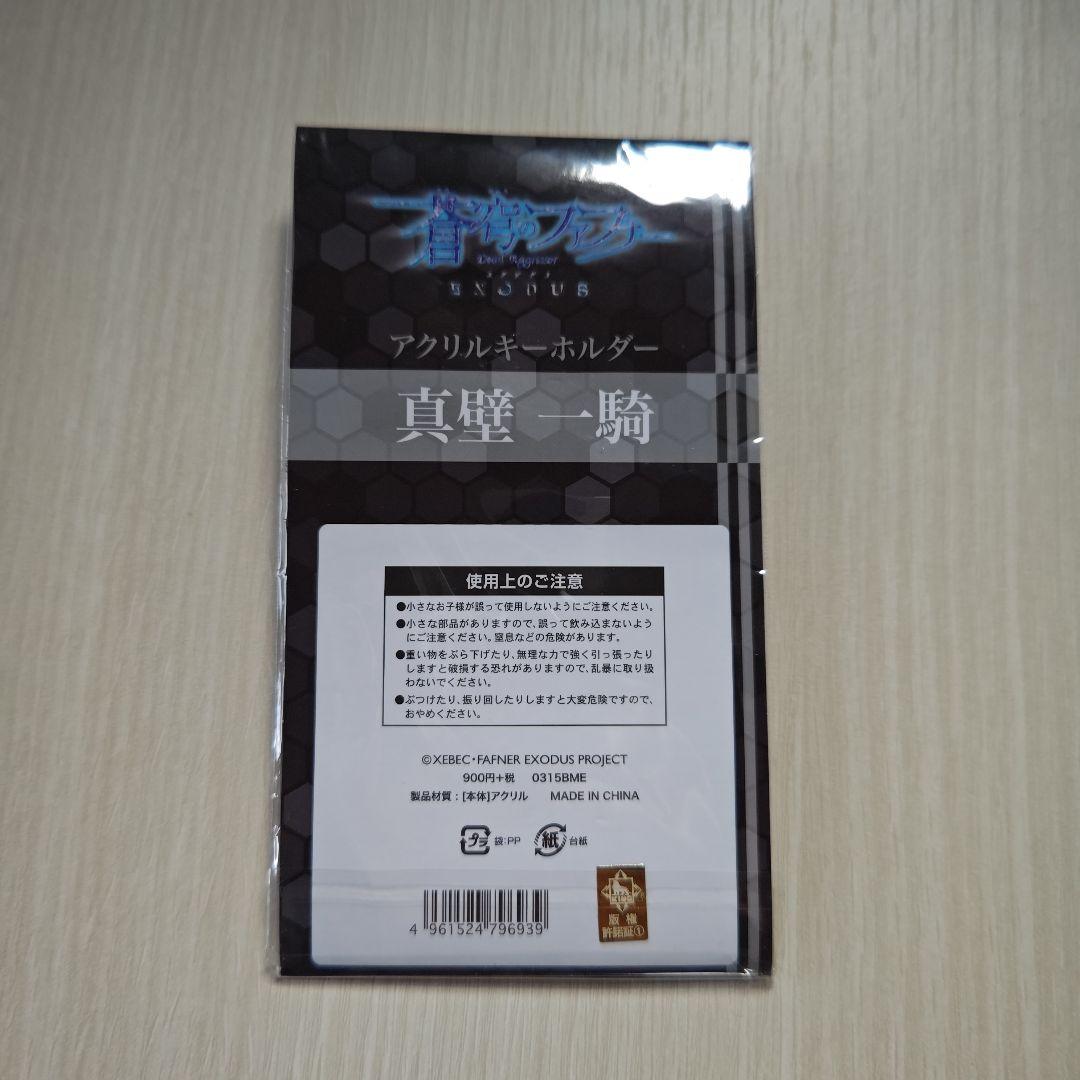 蒼穹のファフナー
Dead Aggressor
エグゾダス
EXODUS
アクリルキーホルダー
真壁 一騎
使用上のご注意
●小さなお子様が誤って使用しないようにご注意ください。
●小さな部品がありますので、誤って飲み込まないよう
にご注意ください。窒息などの危険があります。
●重い物をぶら下げたり、無理な力で強く引っ張ったり
しますと破損する恐れがありますので、乱暴に取り扱
わないでください。
●ぶつけたり、振り回したりしますと大変危険ですので、
おやめください。
©XEBEC・FAFNER EXODUS PROJECT
900円+税 0315BME
製品材質:[本体]アクリル MADE IN CHINA
プラ 袋:PP 紙 台紙
4 961524 796939
版権
許諾証①